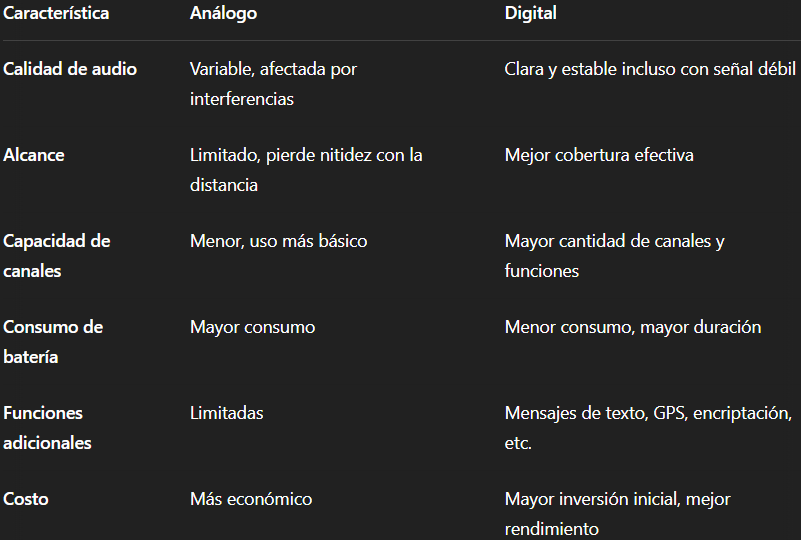 Característica Análogo Digital
Calidad de audio Variable, afectada por Clara y estable incluso con señal débil
interferencias
Alcance Limitado, pierde nitidez con la Mejor cobertura efectiva
distancia
Capacidad de Menor, uso más básico Mayor cantidad de canales y
canales funciones
Consumo de Mayor consumo Menor consumo, mayor duración
batería
Funciones Limitadas Mensajes de texto, GPS, encriptación,
adicionales etc.
Costo Más económico Mayor inversión inicial, mejor
rendimiento